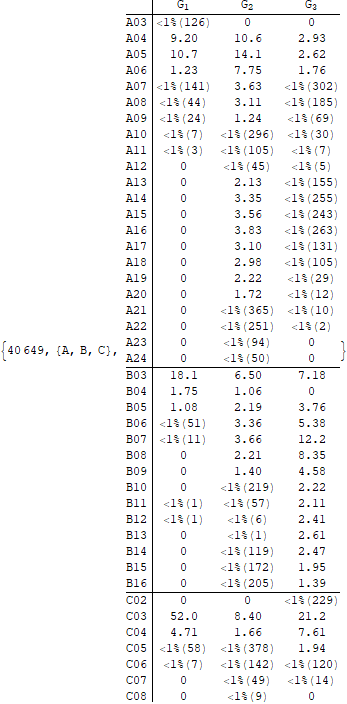 G₁ G₂ G₃
A03 <1%(126) 0 0
A04 9.20 10.6 2.93
A05 10.7 14.1 2.62
A06 1.23 7.75 1.76
A07 <1%(141) 3.63 <1%(302)
A08 <1%(44) 3.11 <1%(185)
A09 <1%(24) 1.24 <1%(69)
A10 <1%(7) <1%(296) <1%(30)
A11 <1%(3) <1%(105) <1%(7)
A12 0 <1%(45) <1%(5)
A13 0 2.13 <1%(155)
A14 0 3.35 <1%(255)
A15 0 3.56 <1%(243)
A16 0 3.83 <1%(263)
A17 0 3.10 <1%(131)
A18 0 2.98 <1%(105)
A19 0 2.22 <1%(29)
A20 0 1.72 <1%(12)
A21 0 <1%(365) <1%(10)
A22 0 <1%(251) <1%(2)
A23 0 <1%(94) 0
{40 649, {A, B, C}, }
A24 0 <1%(50) 0
B03 18.1 6.50 7.18
B04 1.75 1.06 0
B05 1.08 2.19 3.76
B06 <1%(51) 3.36 5.38
B07 <1%(11) 3.66 12.2
B08 0 2.21 8.35
B09 0 1.40 4.58
B10 0 <1%(219) 2.22
B11 <1%(1) <1%(57) 2.11
B12 <1%(1) <1%(6) 2.41
B13 0 <1%(1) 2.61
B14 0 <1%(119) 2.47
B15 0 <1%(172) 1.95
B16 0 <1%(205) 1.39
C02 0 0 <1%(229)
C03 52.0 8.40 21.2
C04 4.71 1.66 7.61
C05 <1%(58) <1%(378) 1.94
C06 <1%(7) <1%(142) <1%(120)
C07 0 <1%(49) <1%(14)
C08 0 <1%(9) 0